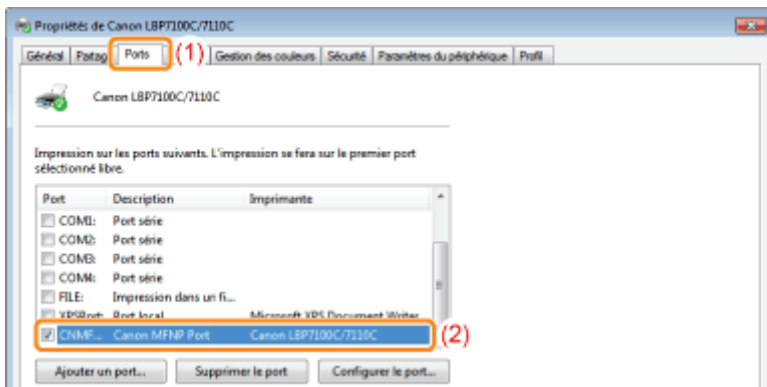 Propriétés de Canon LBP7100C/7110C
Général Partag Ports (1) Gestion des couleurs Sécurité Paramètres du périphérique Profil
Canon LBP7100C/7110C
Impression sur les ports suivants. L'impression se fera sur le premier port
sélectionné libre.
Port Description Imprimante
COM1: Port série
COM2: Port série
COM3: Port série
COM4: Port série
FILE: Impression dans un fi...
XPSPort: Port local Microsoft XPS Document Writer
CNMF... Canon MFNP Port Canon LBP7100C/7110C (2)
Ajouter un port... Supprimer le port Configurer le port...